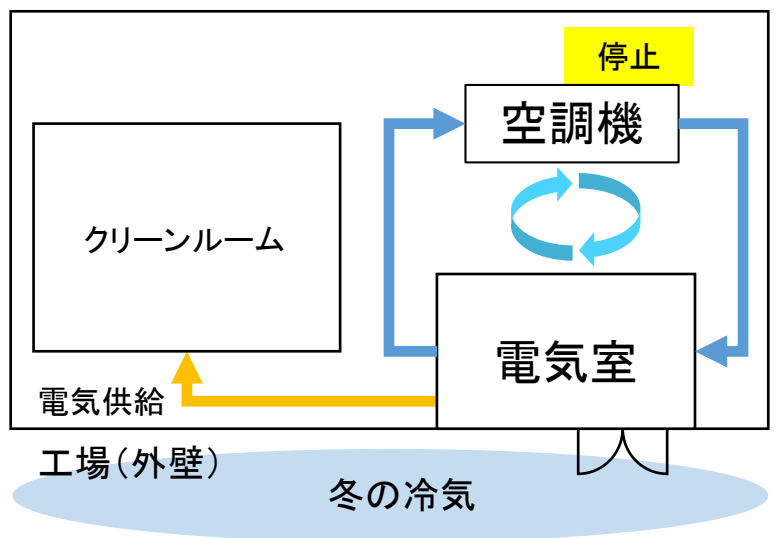 停止
空調機
クリーンルーム
電気室
電気供給
工場（外壁）
冬の冷気